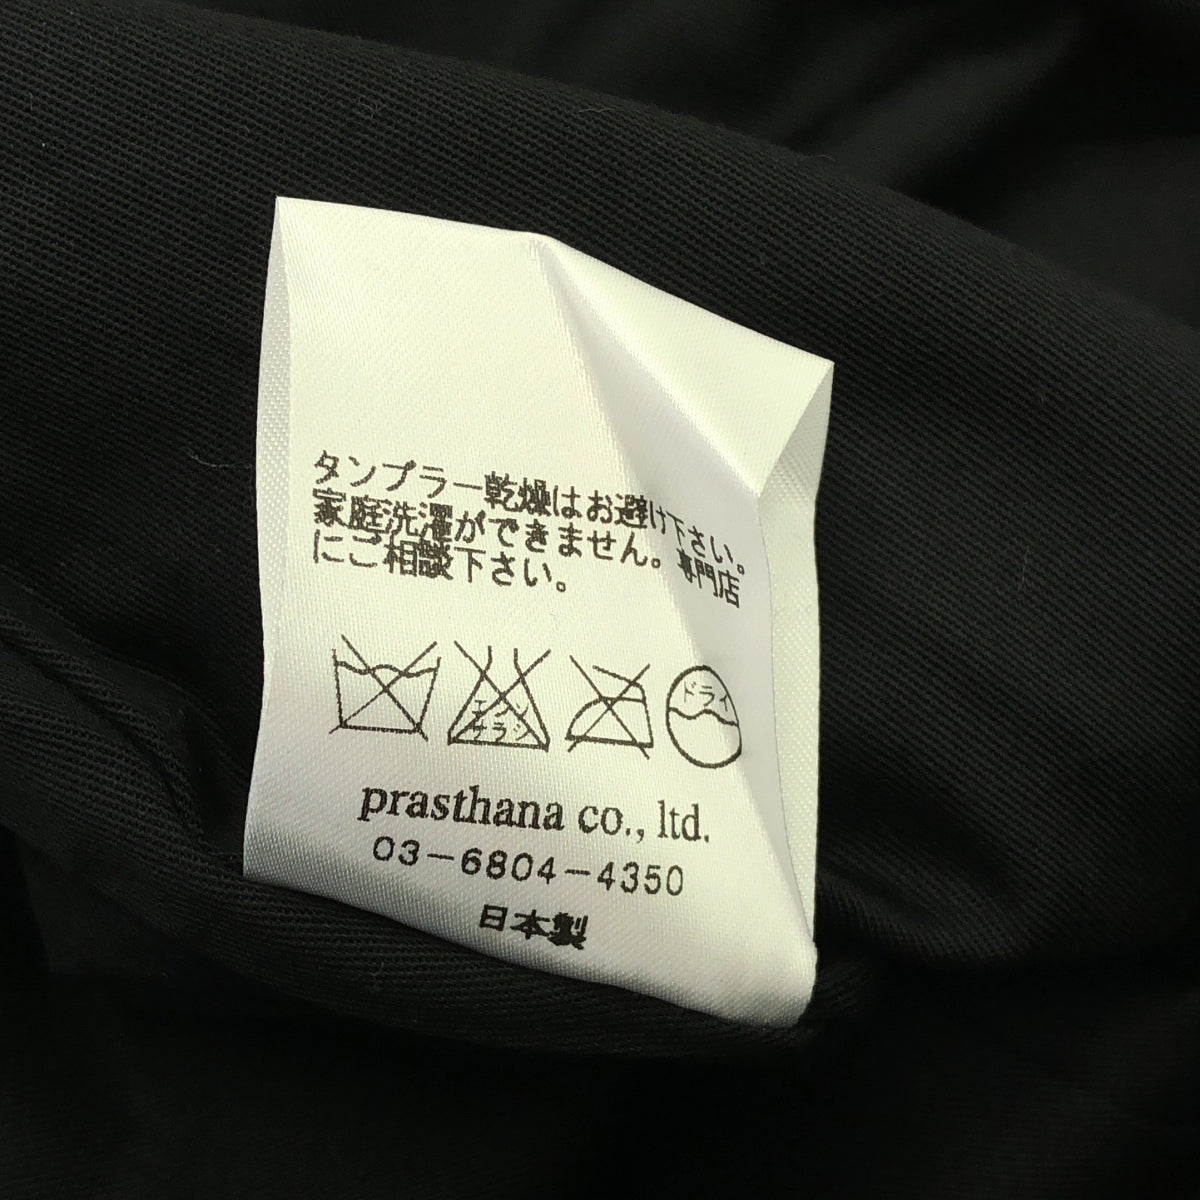 タンブラー乾燥はお避け下さい。
家庭洗濯ができません。専門店
にご相談下さい。
エンソ
サラシ
ドライ
prasthana co., ltd.
03-6804-4350
日本製